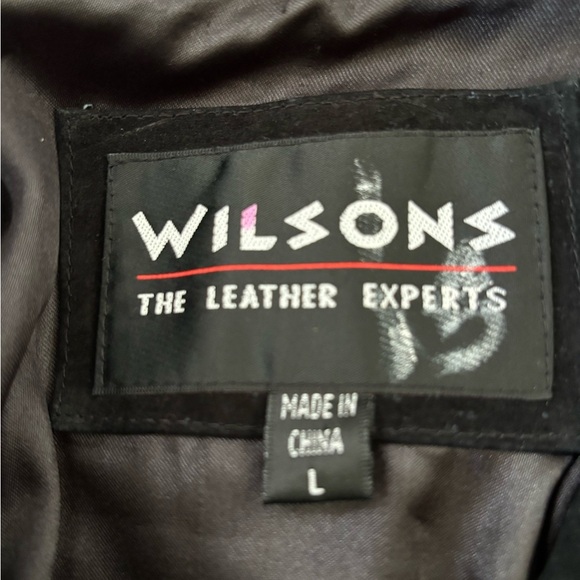 WILSONS
THE LEATHER EXPERTS
MADE IN
CHINA
L